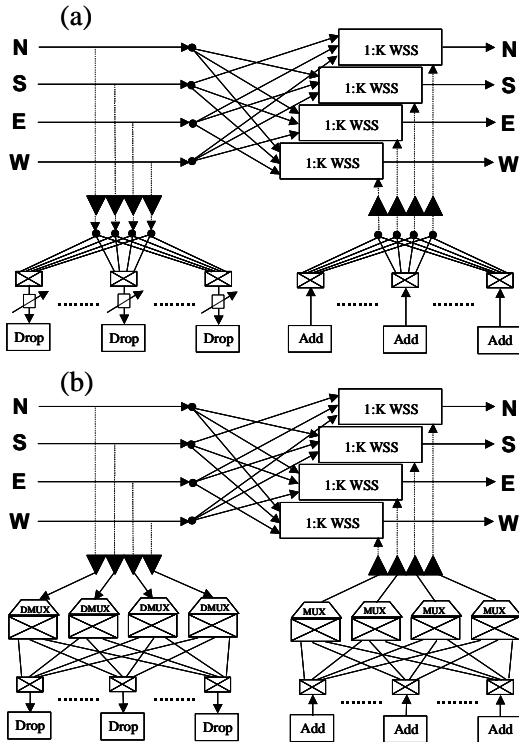 (a)
N 1:K WSS N
S 1:K WSS S
E 1:K WSS E
W 1:K WSS W
Drop Drop Drop Add Add Add
(b)
N 1:K WSS N
S 1:K WSS S
E 1:K WSS E
W 1:K WSS W
DMUX DMUX DMUX DMUX MUX MUX MUX MUX
Drop Drop Drop Add Add Add